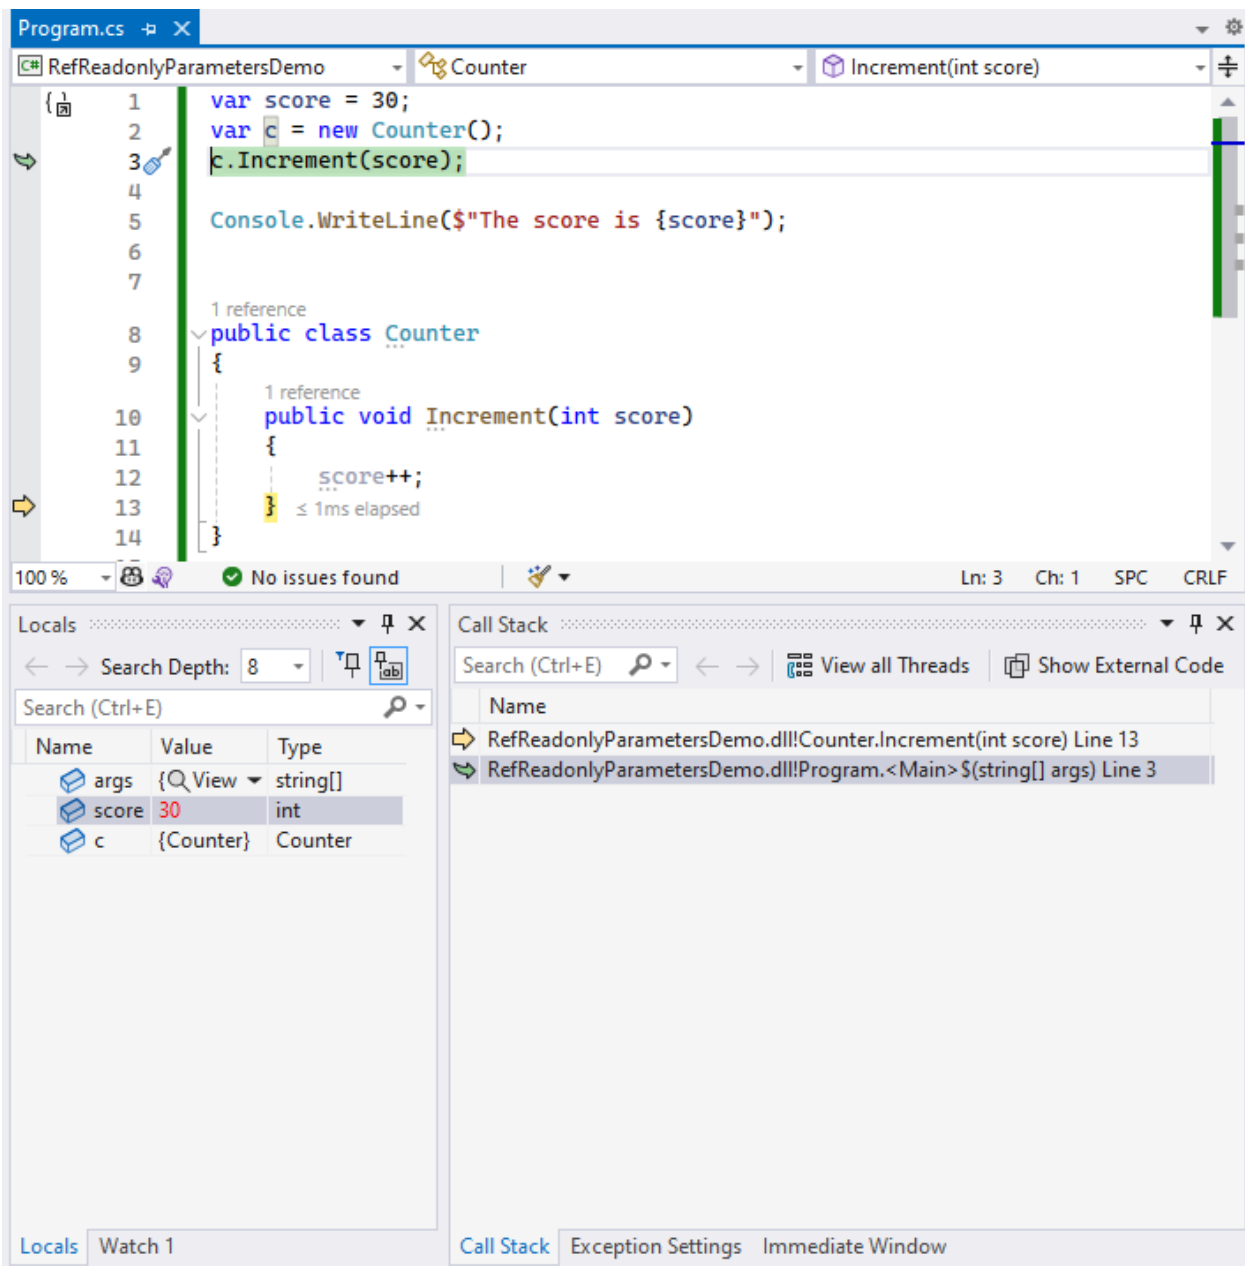 Program.cs
C# RefReadonlyParametersDemo Counter Increment(int score)
1 var score = 30;
2 var c = new Counter();
3 c.Increment(score);
4
5 Console.WriteLine($"The score is {score}");
6
7
1 reference
8 public class Counter
9 {
1 reference
10 public void Increment(int score)
11 {
12 score++;
13 } ≤ 1ms elapsed
14 }
100 % No issues found Ln: 3 Ch: 1 SPC CRLF
Locals
Search Depth: 8
Search (Ctrl+E)
Name Value Type
args {View string[]
score 30 int
c {Counter} Counter
Locals Watch 1
Call Stack
Search (Ctrl+E) View all Threads Show External Code
Name
RefReadonlyParametersDemo.dll!Counter.Increment(int score) Line 13
RefReadonlyParametersDemo.dll!Program.<Main>$(string[] args) Line 3
Call Stack Exception Settings Immediate Window